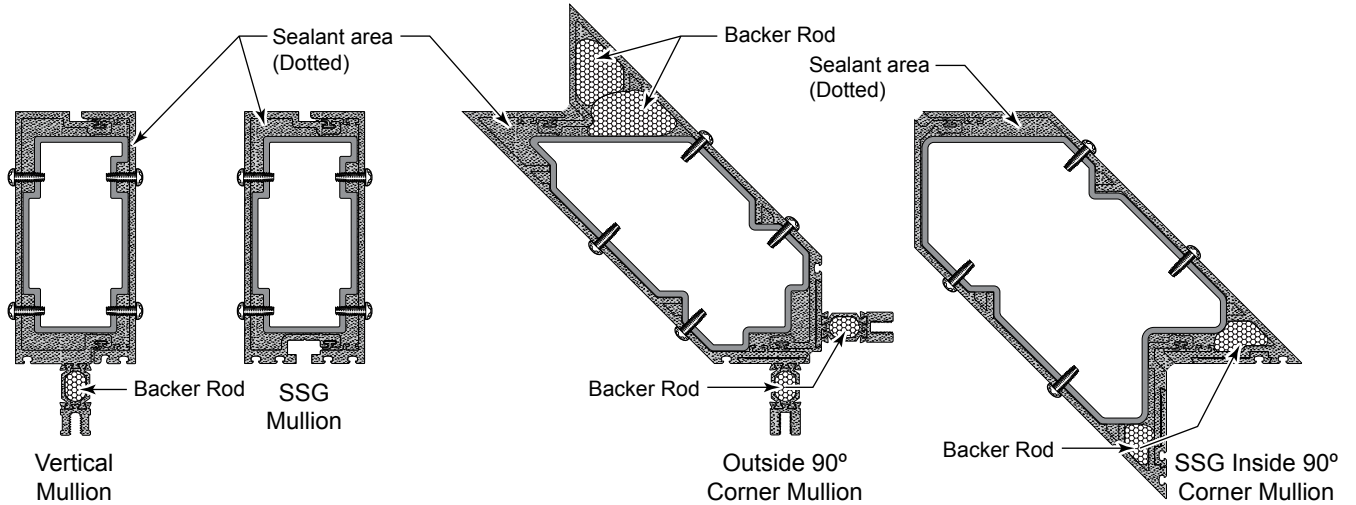 Sealant area
(Dotted)
Backer Rod
Sealant area
(Dotted)
Backer Rod
SSG
Mullion
Vertical
Mullion
Backer Rod
Outside 90º
Corner Mullion
Backer Rod
SSG Inside 90º
Corner Mullion